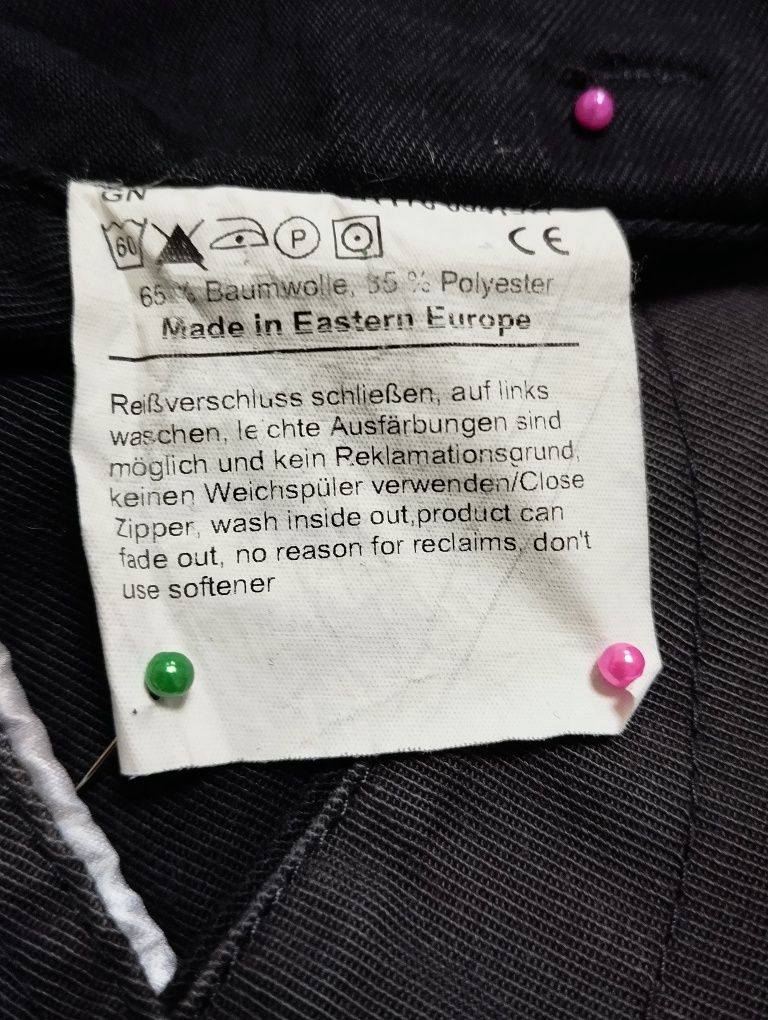 GN
60 P CE
65 % Baumwolle, 35 % Polyester
Made in Eastern Europe
Reißverschluss schließen, auf links
waschen, leichte Ausfärbungen sind
möglich und kein Reklamationsgrund,
keinen Weichspüler verwenden/Close
Zipper, wash inside out,product can
fade out, no reason for reclaims, don't
use softener